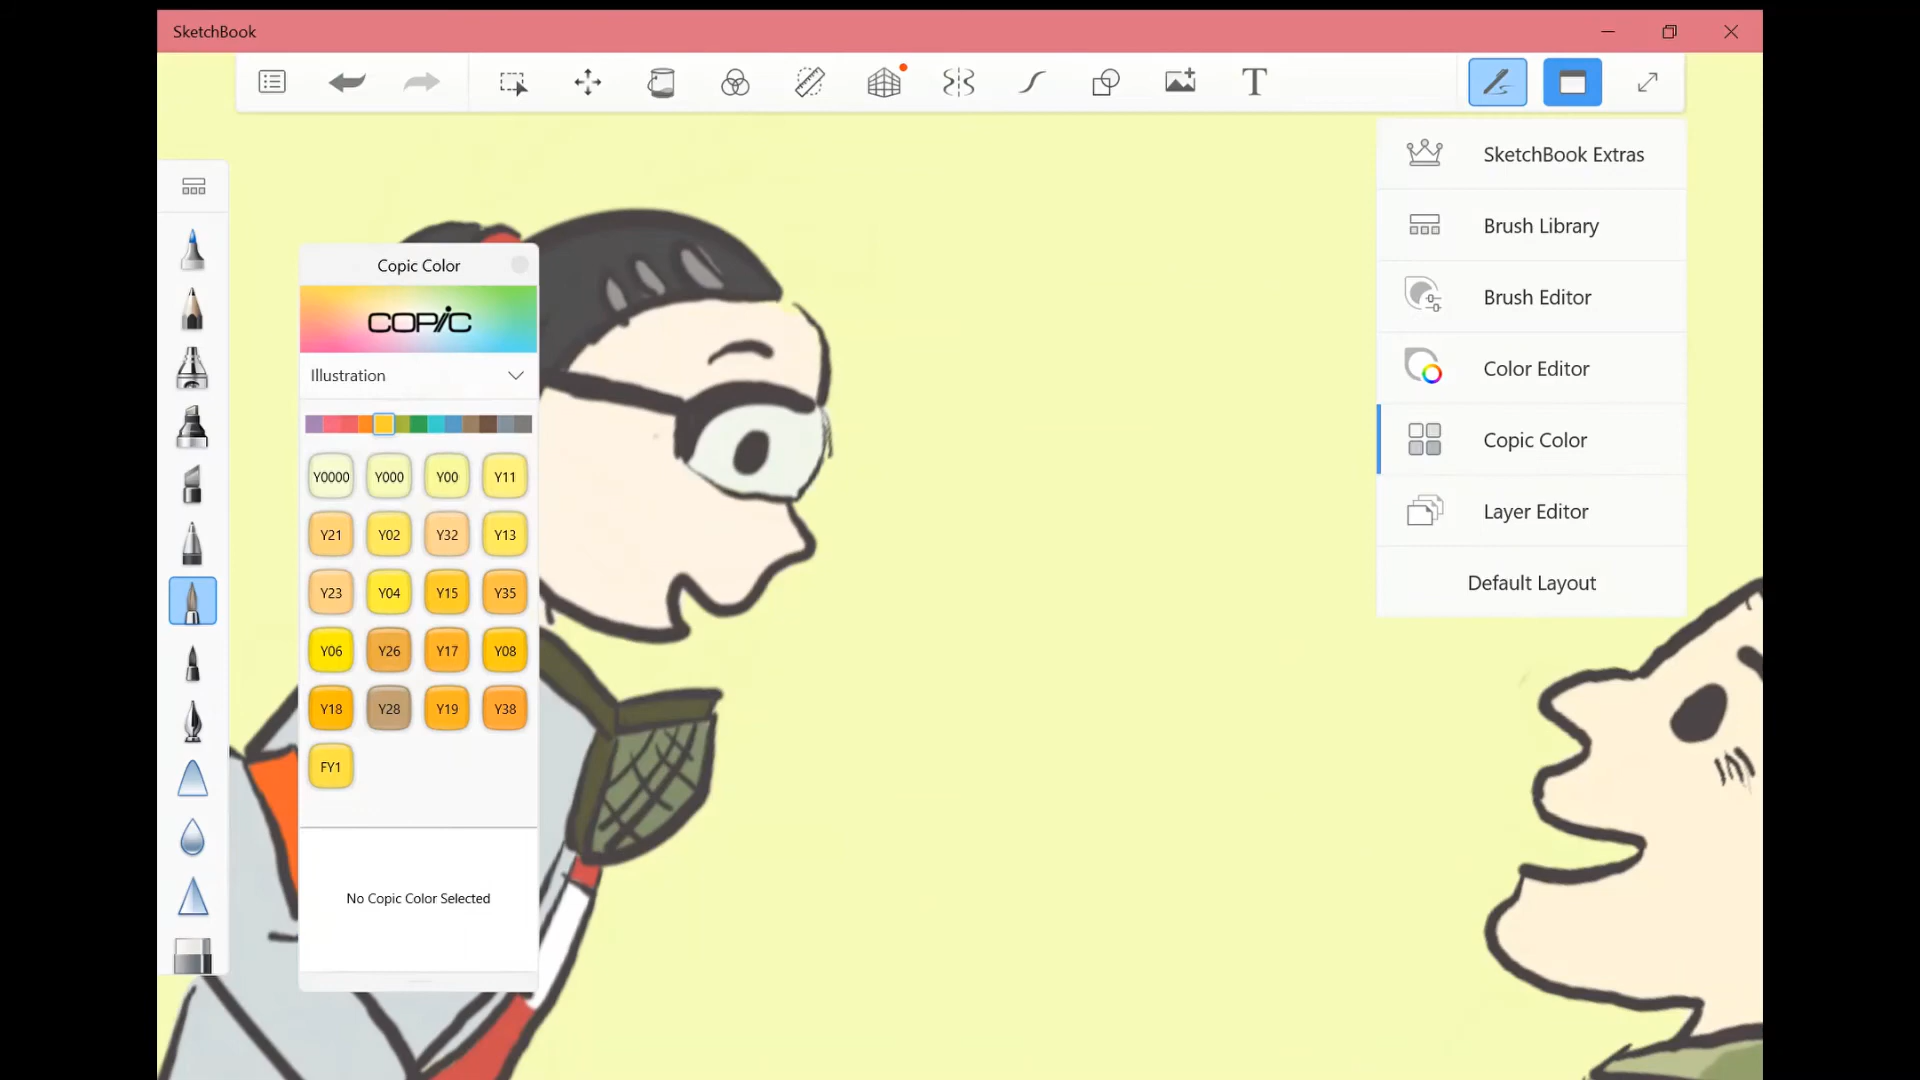 SketchBook
T
SketchBook Extras
Brush Library
Brush Editor
Color Editor
Copic Color
Layer Editor
Default Layout
Copic Color
COPIC
Illustration
Y0000 Y000 Y00 Y11
Y21 Y02 Y32 Y13
Y23 Y04 Y15 Y35
Y06 Y26 Y17 Y08
Y18 Y28 Y19 Y38
FY1
No Copic Color Selected